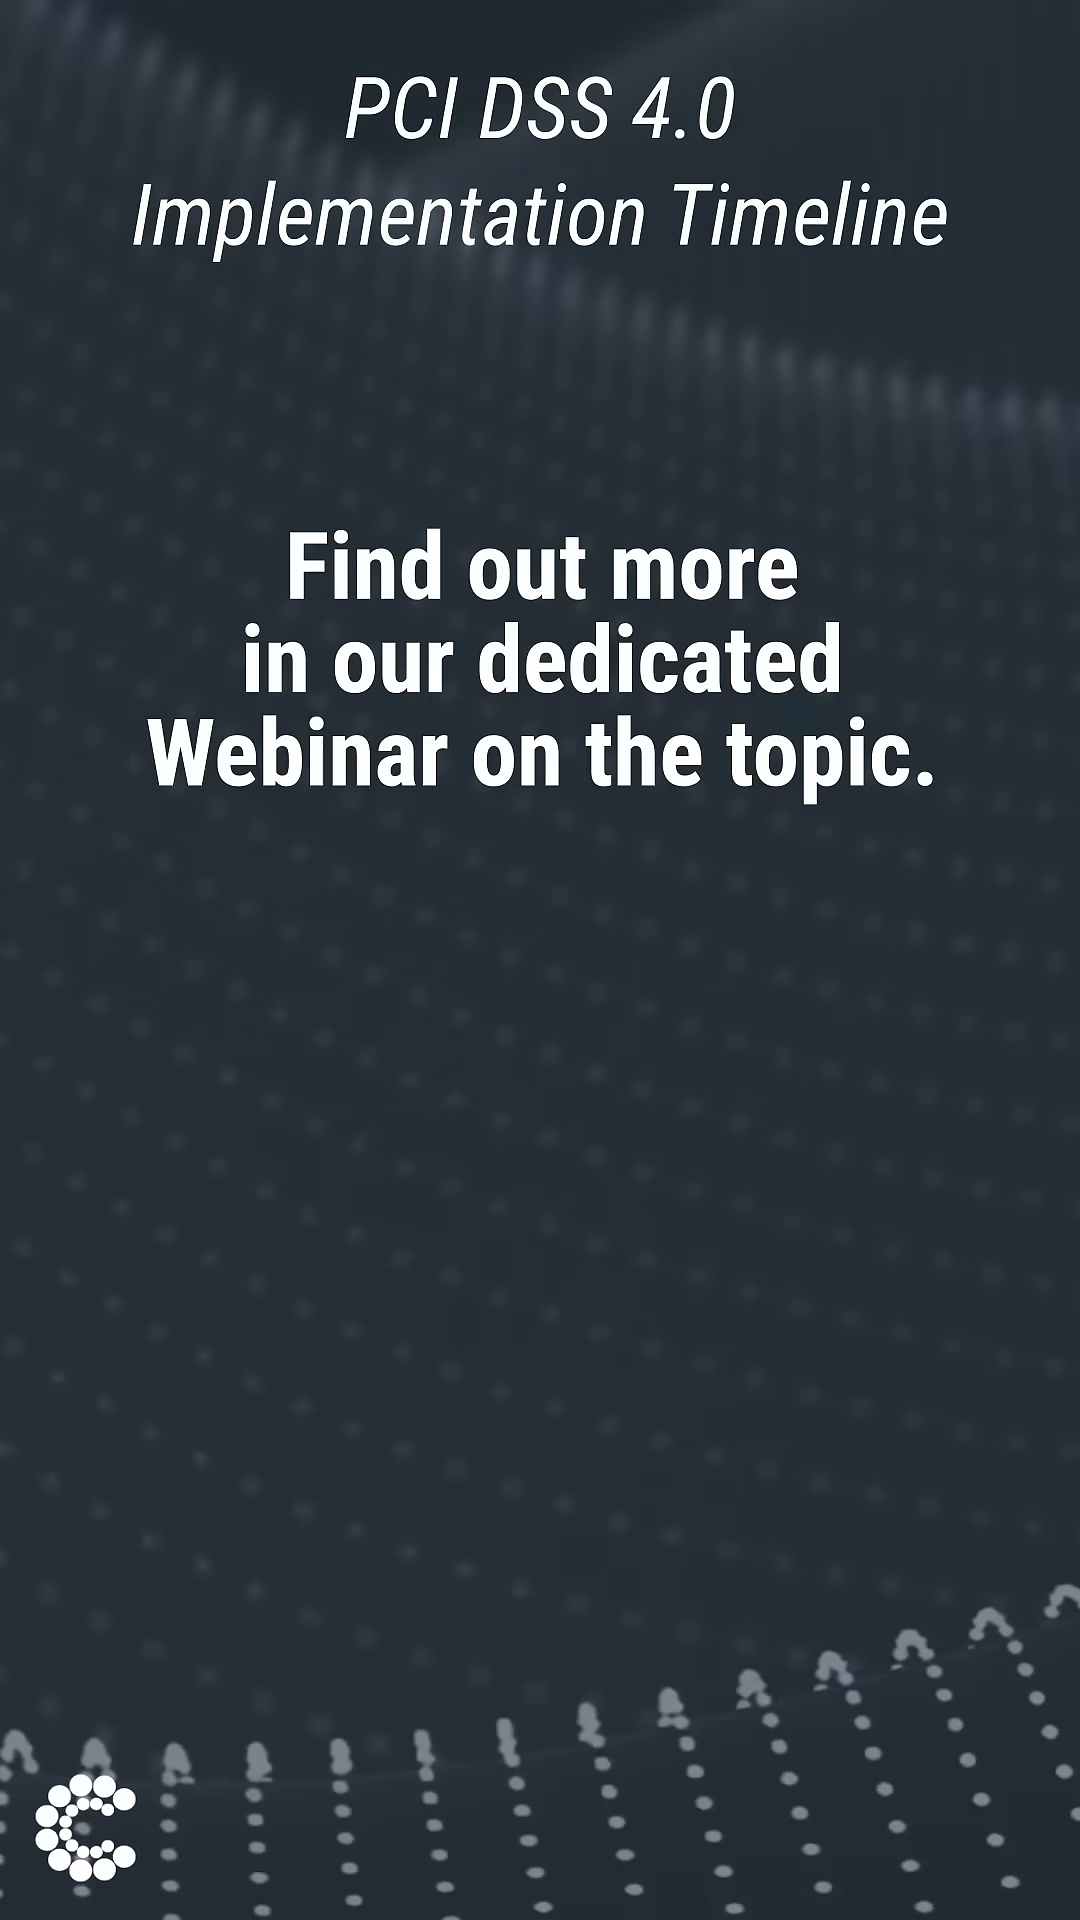 PCI DSS 4.0
Implementation Timeline
Find out more
in our dedicated
Webinar on the topic.